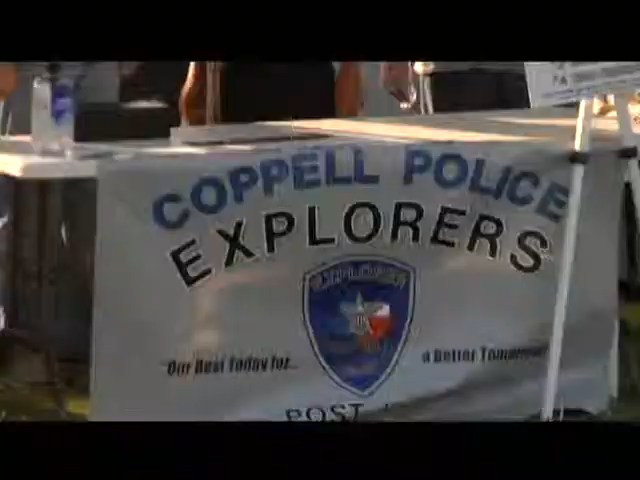 COPPELL POLICE
EXPLORERS
"Our Best Today for... a Better Tomorrow"
POST